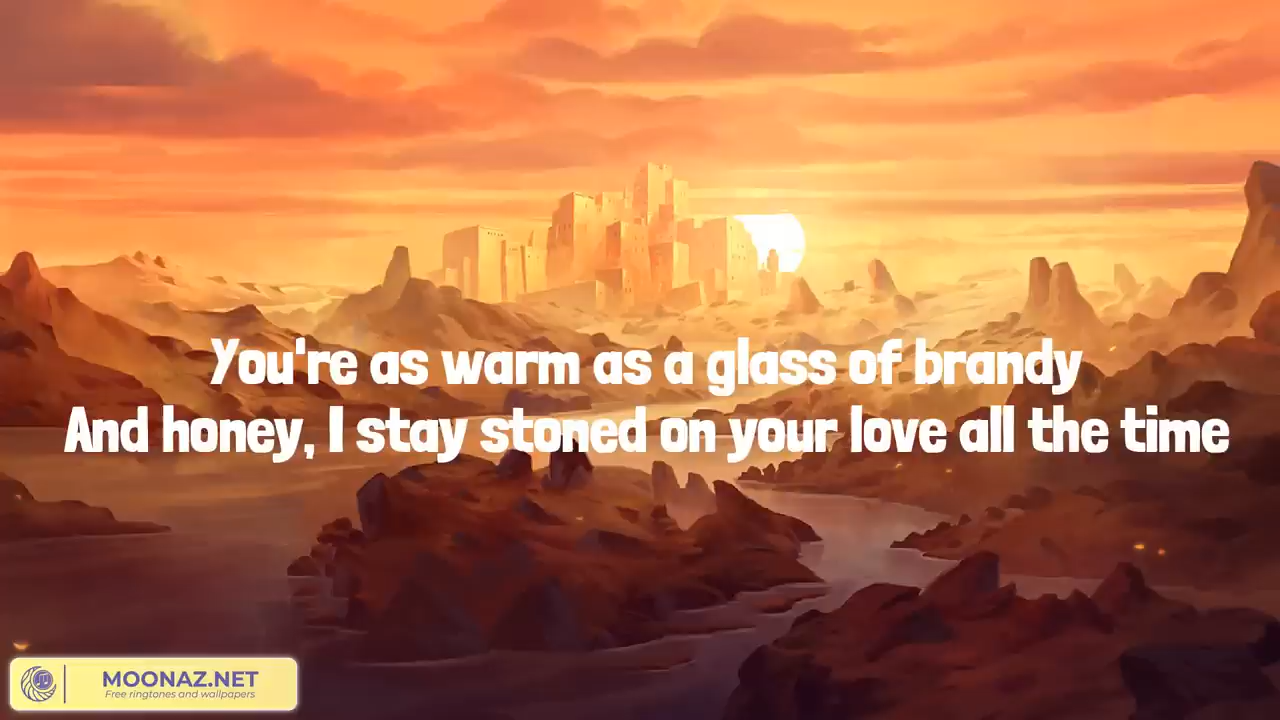 You're as warm as a glass of brandy
And honey, I stay stoned on your love all the time
MOONAZ.NET
Free ringtones and wallpapers